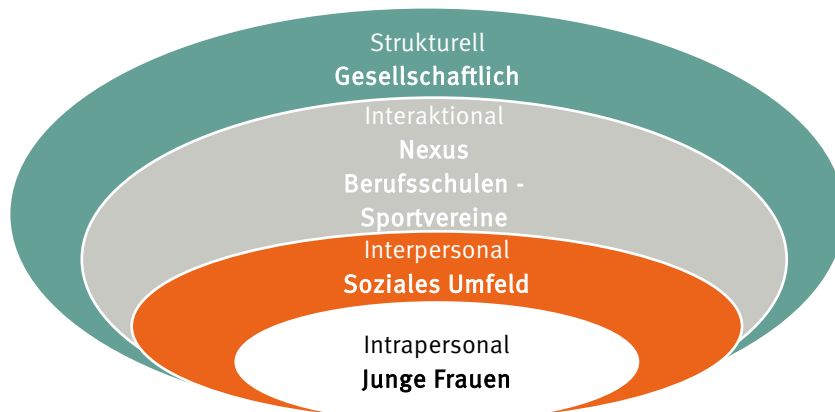 Strukturell
Gesellschaftlich
Interaktional
Nexus
Berufsschulen -
Sportvereine
Interpersonal
Soziales Umfeld
Intrapersonal
Junge Frauen